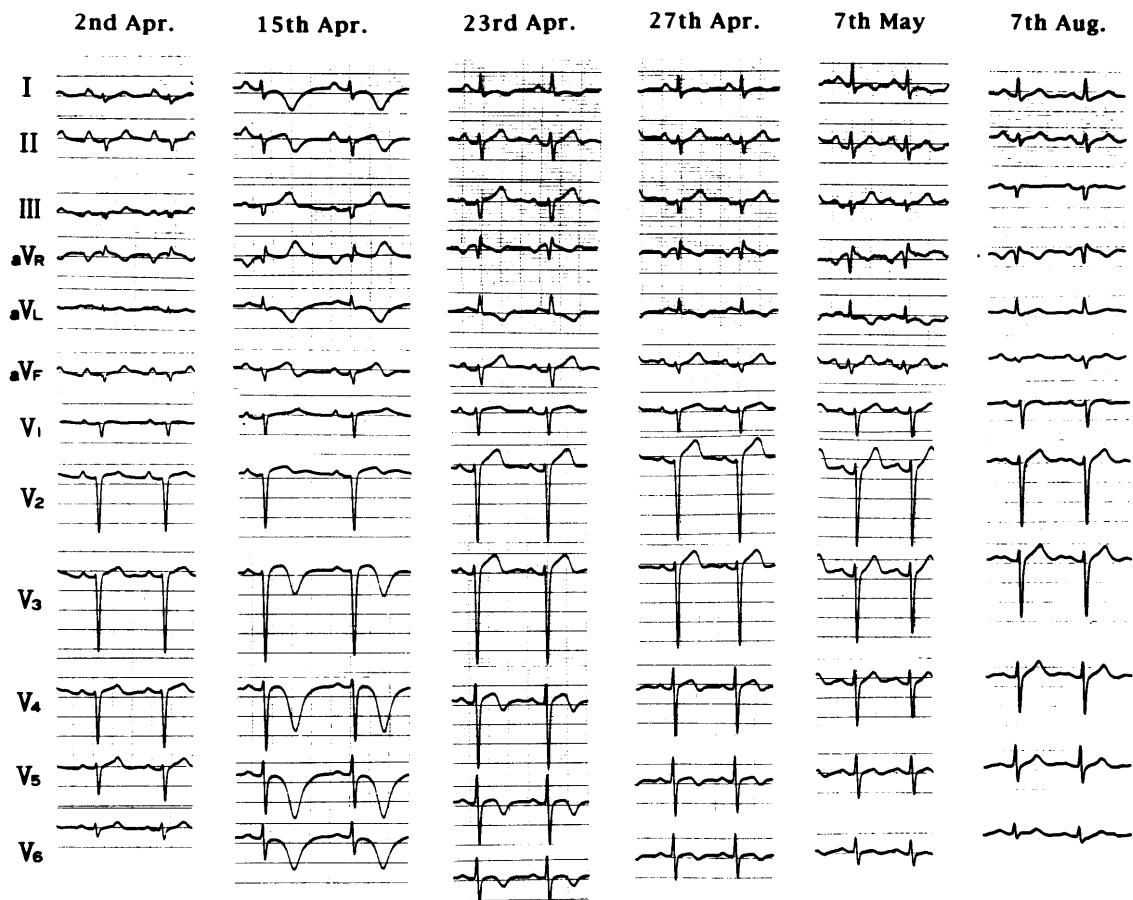 2nd Apr. 15th Apr. 23rd Apr. 27th Apr. 7th May 7th Aug.
I
II
III
aVR
aVL
aVF
V1
V2
V3
V4
V5
V6